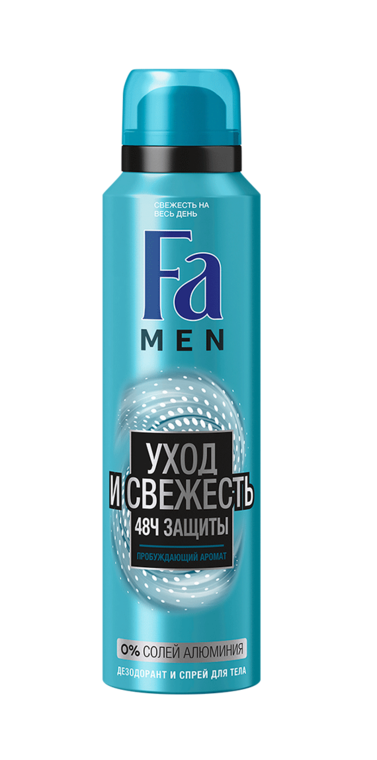 СВЕЖЕСТЬ НА
ВЕСЬ ДЕНЬ
Fa
MEN
УХОД
И СВЕЖЕСТЬ
48Ч ЗАЩИТЫ
ПРОБУЖДАЮЩИЙ АРОМАТ
0% СОЛЕЙ АЛЮМИНИЯ
ДЕЗОДОРАНТ И СПРЕЙ ДЛЯ ТЕЛА